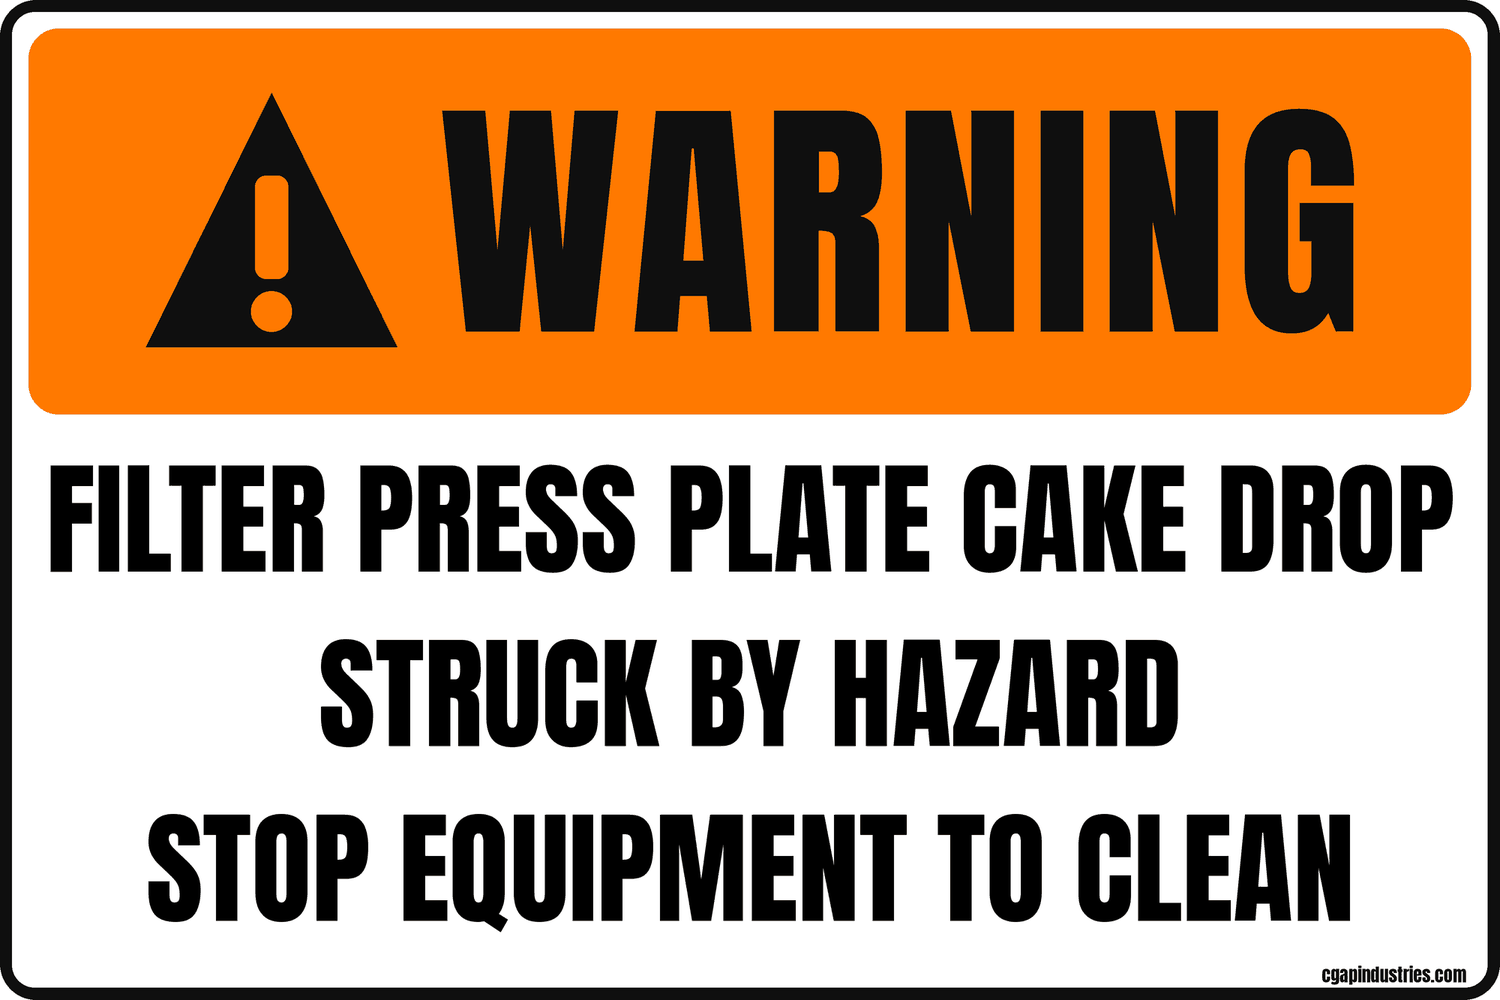 WARNING
FILTER PRESS PLATE CAKE DROP
STRUCK BY HAZARD
STOP EQUIPMENT TO CLEAN
cgapindustries.com